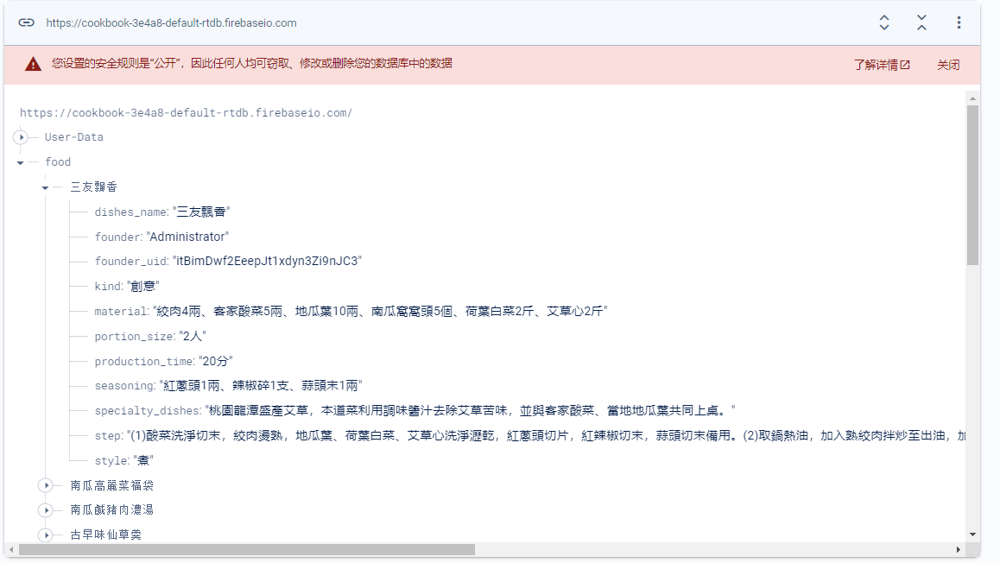 https://cookbook-3e4a8-default-rtdb.firebaseio.com
您设置的安全规则是“公开”，因此任何人均可窃取、修改或删除您的数据库中的数据 了解详情 关闭
https://cookbook-3e4a8-default-rtdb.firebaseio.com/
User-Data
food
三友飄香
dishes_name: "三友飄香"
founder: "Administrator"
founder_uid: "itBimDwf2EeepJt1xdyn3Zi9nJC3"
kind: "創意"
material: "絞肉4兩、客家酸菜5兩、地瓜葉10兩、南瓜窩窩頭5個、荷葉白菜2斤、艾草心2斤"
portion_size: "2人"
production_time: "20分"
seasoning: "紅蔥頭1兩、辣椒碎1支、蒜頭末1兩"
specialty_dishes: "桃園龍潭盛產艾草，本道菜利用調味醬汁去除艾草苦味，並與客家酸菜、當地地瓜葉共同上桌。"
step: "(1)酸菜洗淨切末，絞肉燙熟，地瓜葉、荷葉白菜、艾草心洗淨瀝乾，紅蔥頭切片，紅辣椒切末，蒜頭切末備用。(2)取鍋熱油，加入熟絞肉拌炒至出油，加
style: "煮"
南瓜高麗菜福袋
南瓜鹹豬肉濃湯
古早味仙草羹